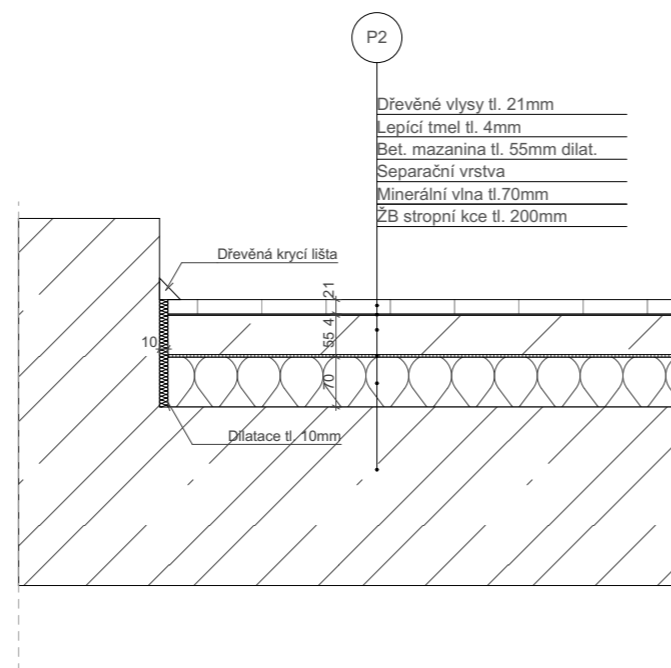 P2
Dřevěné vlysy tl. 21mm
Lepící tmel tl. 4mm
Bet. mazanina tl. 55mm dilat.
Separační vrstva
Minerální vlna tl.70mm
ŽB stropní kce tl. 200mm
Dřevěná krycí lišta
21
4
55
10
70
Dilatace tl. 10mm